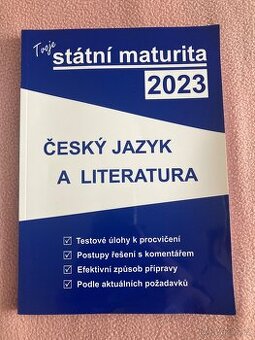 Tvoje
státní maturita
2023
ČESKÝ JAZYK
A LITERATURA
Testové úlohy k procvičení
Postupy řešení s komentářem
Efektivní způsob přípravy
Podle aktuálních požadavků